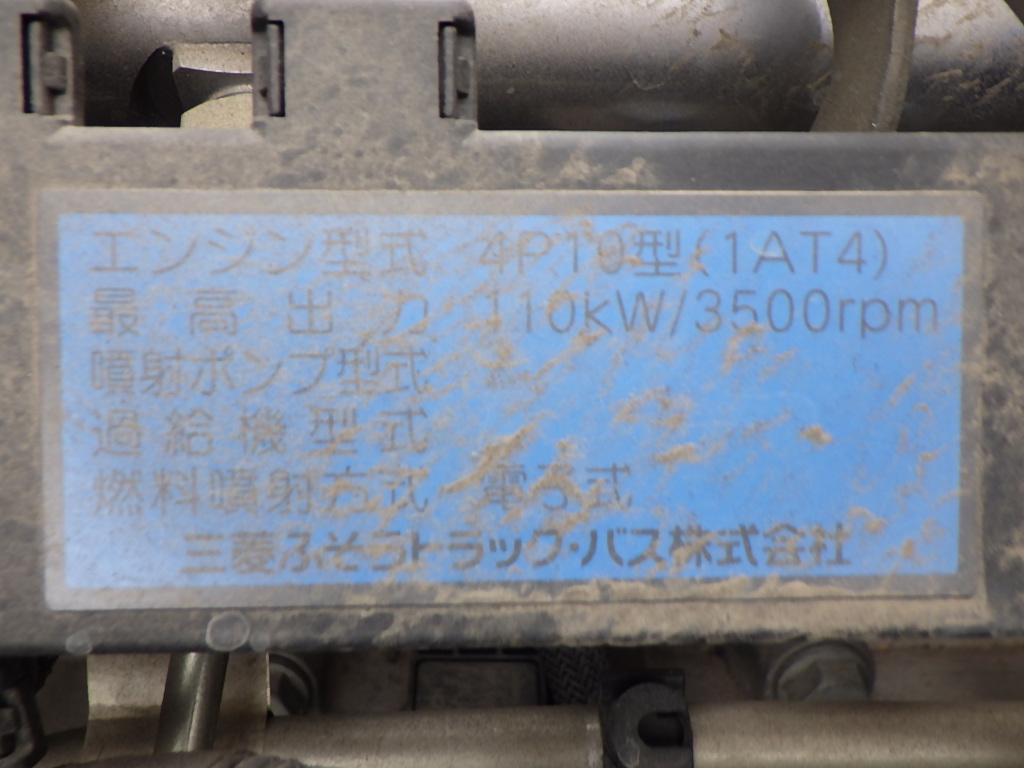 エンジン型式 4P10型(1AT4)
最高出力 110kW/3500rpm
噴射ポンプ型式
過給機型式
燃料噴射方式 電子式
三菱ふそうトラック・バス株式会社